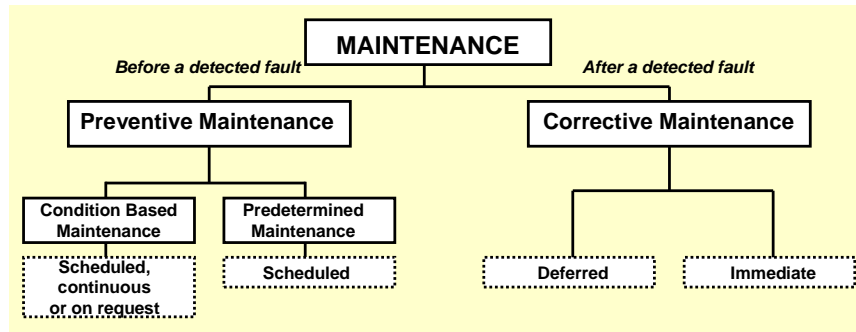 MAINTENANCE
Before a detected fault
After a detected fault
Preventive Maintenance
Corrective Maintenance
Condition Based
Maintenance
Predetermined
Maintenance
Scheduled,
continuous
or on request
Scheduled
Deferred
Immediate